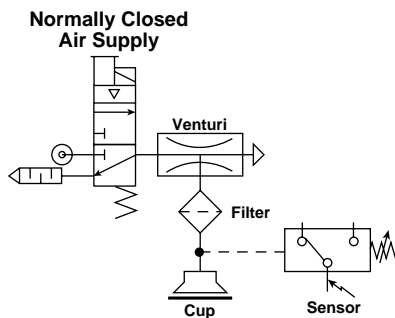 Normally Closed
Air Supply
Venturi
Filter
Cup
Sensor